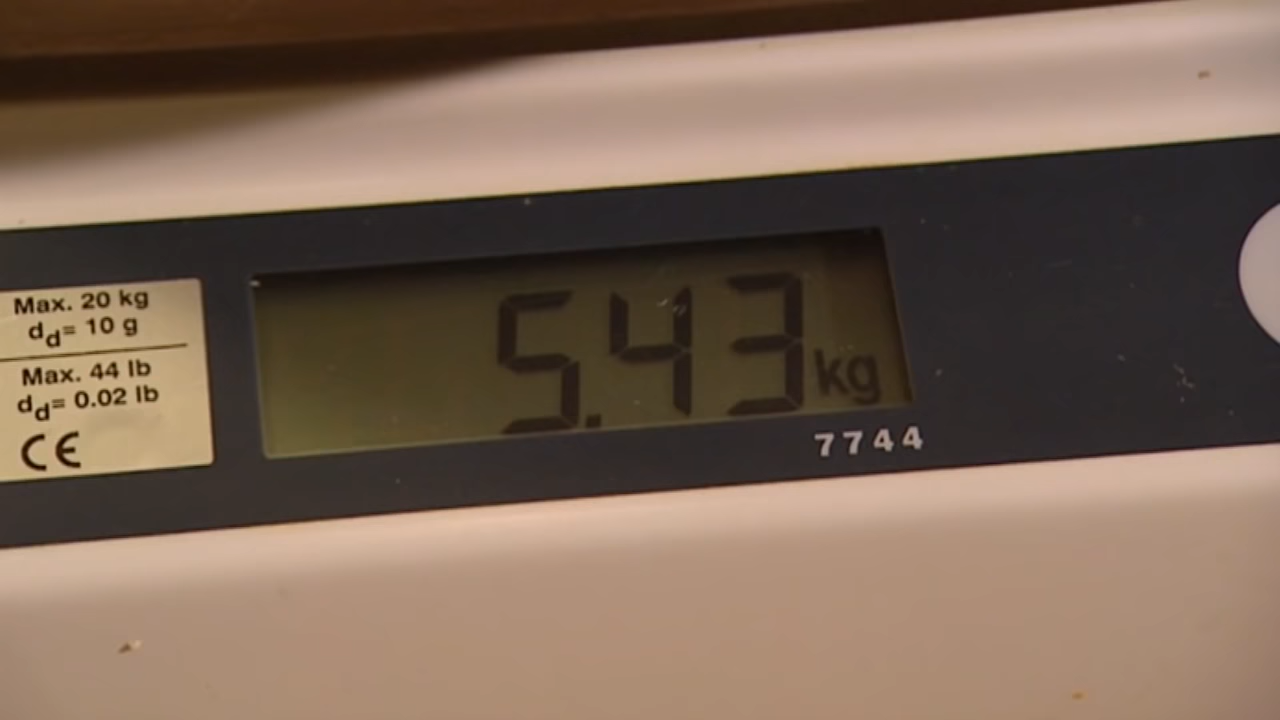 Max. 20 kg
dd= 10 g
Max. 44 lb
dd= 0.02 lb
CE
5.43 kg
7744